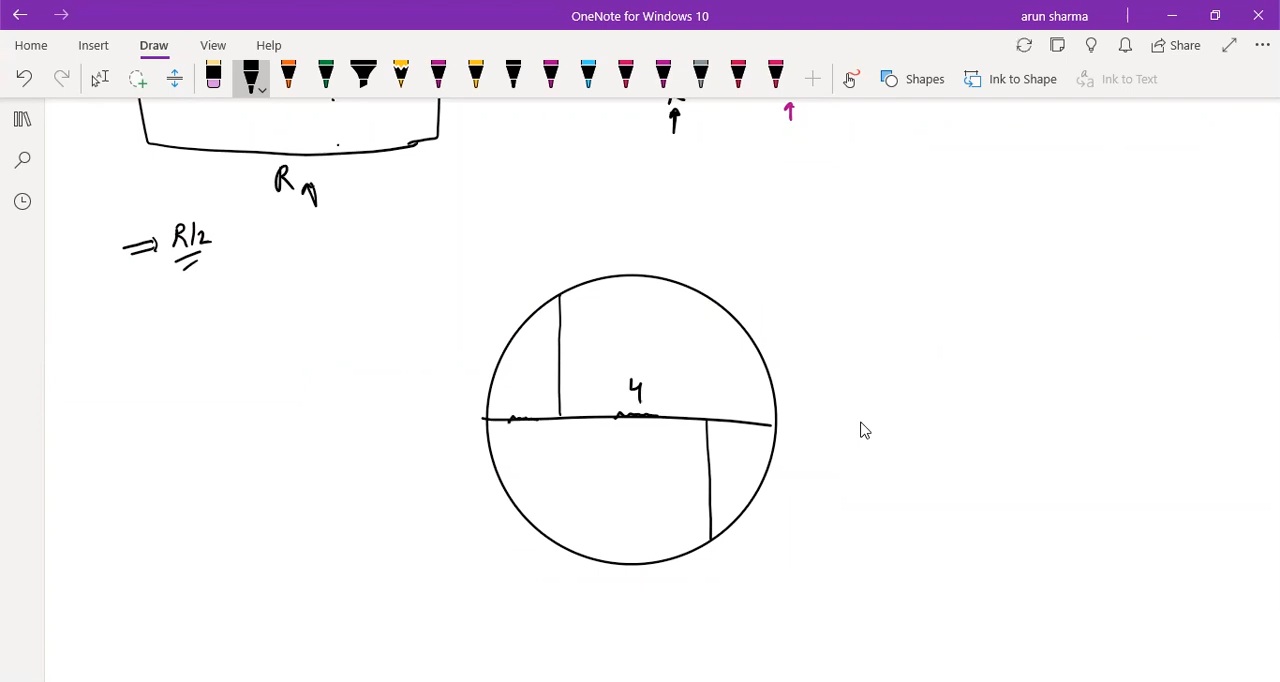 OneNote for Windows 10
arun sharma
Home Insert Draw View Help
Share
Shapes Ink to Shape Ink to Text
R
⇒ R/2
4